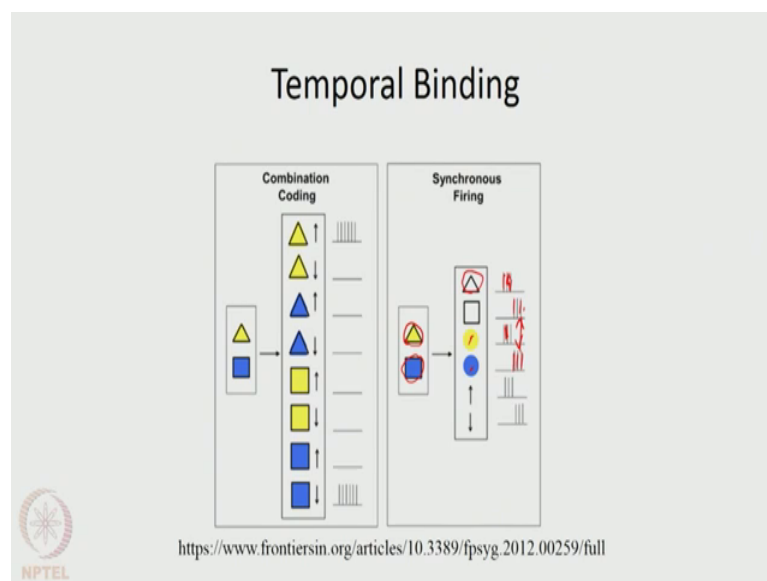 Temporal Binding
Combination
Coding
Synchronous
Firing
https://www.frontiersin.org/articles/10.3389/fpsyg.2012.00259/full
NPTEL